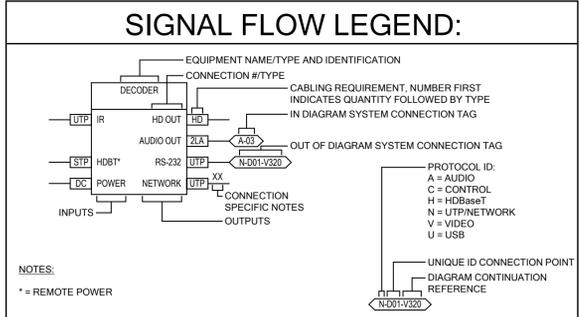 SIGNAL FLOW LEGEND:
EQUIPMENT NAME/TYPE AND IDENTIFICATION
CONNECTION #/TYPE
DECODER
CABLING REQUIREMENT, NUMBER FIRST
INDICATES QUANTITY FOLLOWED BY TYPE
UTP IR HD OUT HD
IN DIAGRAM SYSTEM CONNECTION TAG
AUDIO OUT 2LA A-03
OUT OF DIAGRAM SYSTEM CONNECTION TAG
STP HDBT* RS-232 UTP N-D01-V320
DC POWER NETWORK UTP XX
CONNECTION
SPECIFIC NOTES
INPUTS
OUTPUTS
PROTOCOL ID:
A = AUDIO
C = CONTROL
H = HDBaseT
N = UTP/NETWORK
V = VIDEO
U = USB
UNIQUE ID CONNECTION POINT
DIAGRAM CONTINUATION
REFERENCE
N-D01-V320
NOTES:
* = REMOTE POWER